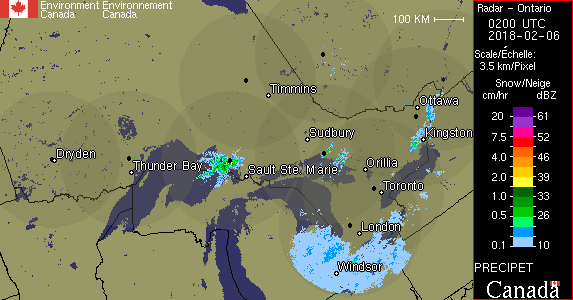 Environment Environnement
Canada Canada
100 KM
Timmins
Ottawa
Sudbury
Kingston
Dryden
Thunder Bay
Sault Ste. Marie
Orillia
Toronto
London
Windsor
Radar - Ontario
0200 UTC
2018-02-06
Scale/Échelle:
3.5 km/Pixel
Snow/Neige
cm/hr dBZ
20 61
7.5 52
4.0 46
2.0 39
1.0 33
0.5 26
0.1 10
PRECIPET
Canada